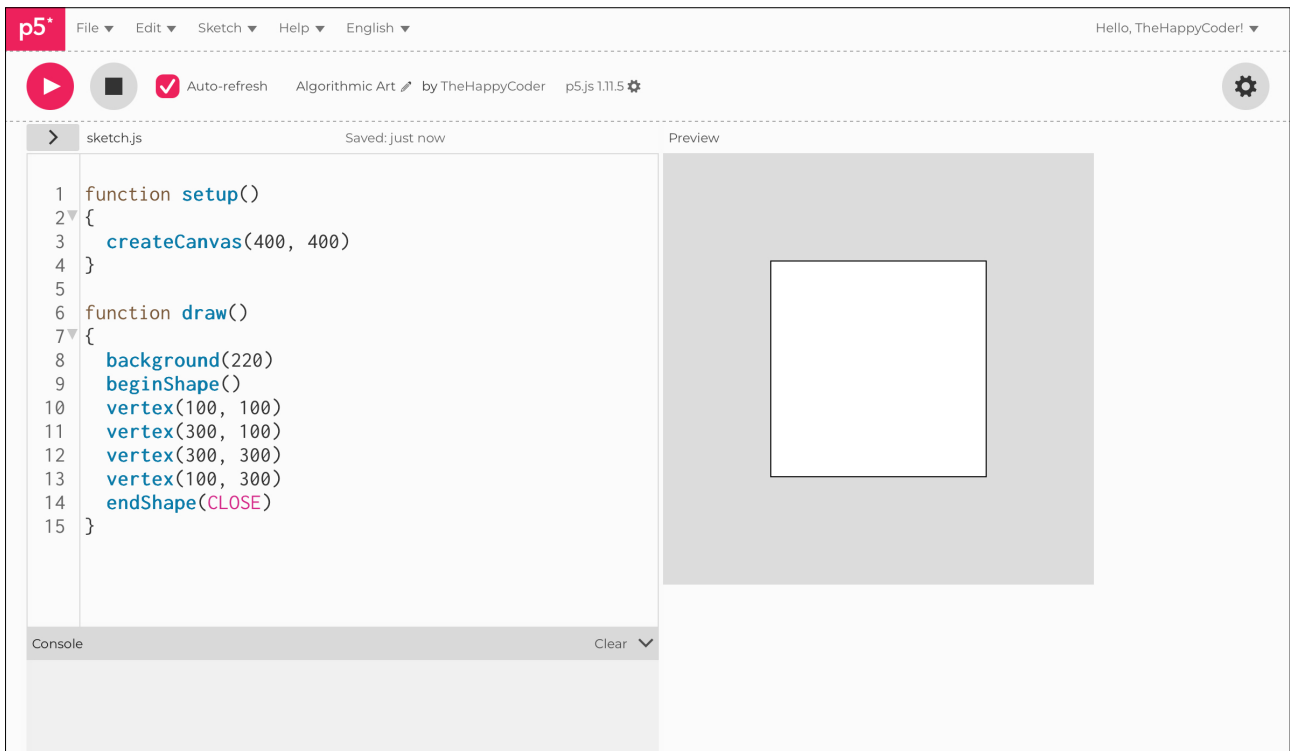 p5* File Edit Sketch Help English Hello, TheHappyCoder!
Auto-refresh Algorithmic Art by TheHappyCoder p5.js 1.11.5
sketch.js Saved: just now Preview
1 function setup()
2 {
3 createCanvas(400, 400)
4 }
5
6 function draw()
7 {
8 background(220)
9 beginShape()
10 vertex(100, 100)
11 vertex(300, 100)
12 vertex(300, 300)
13 vertex(100, 300)
14 endShape(CLOSE)
15 }
Console Clear